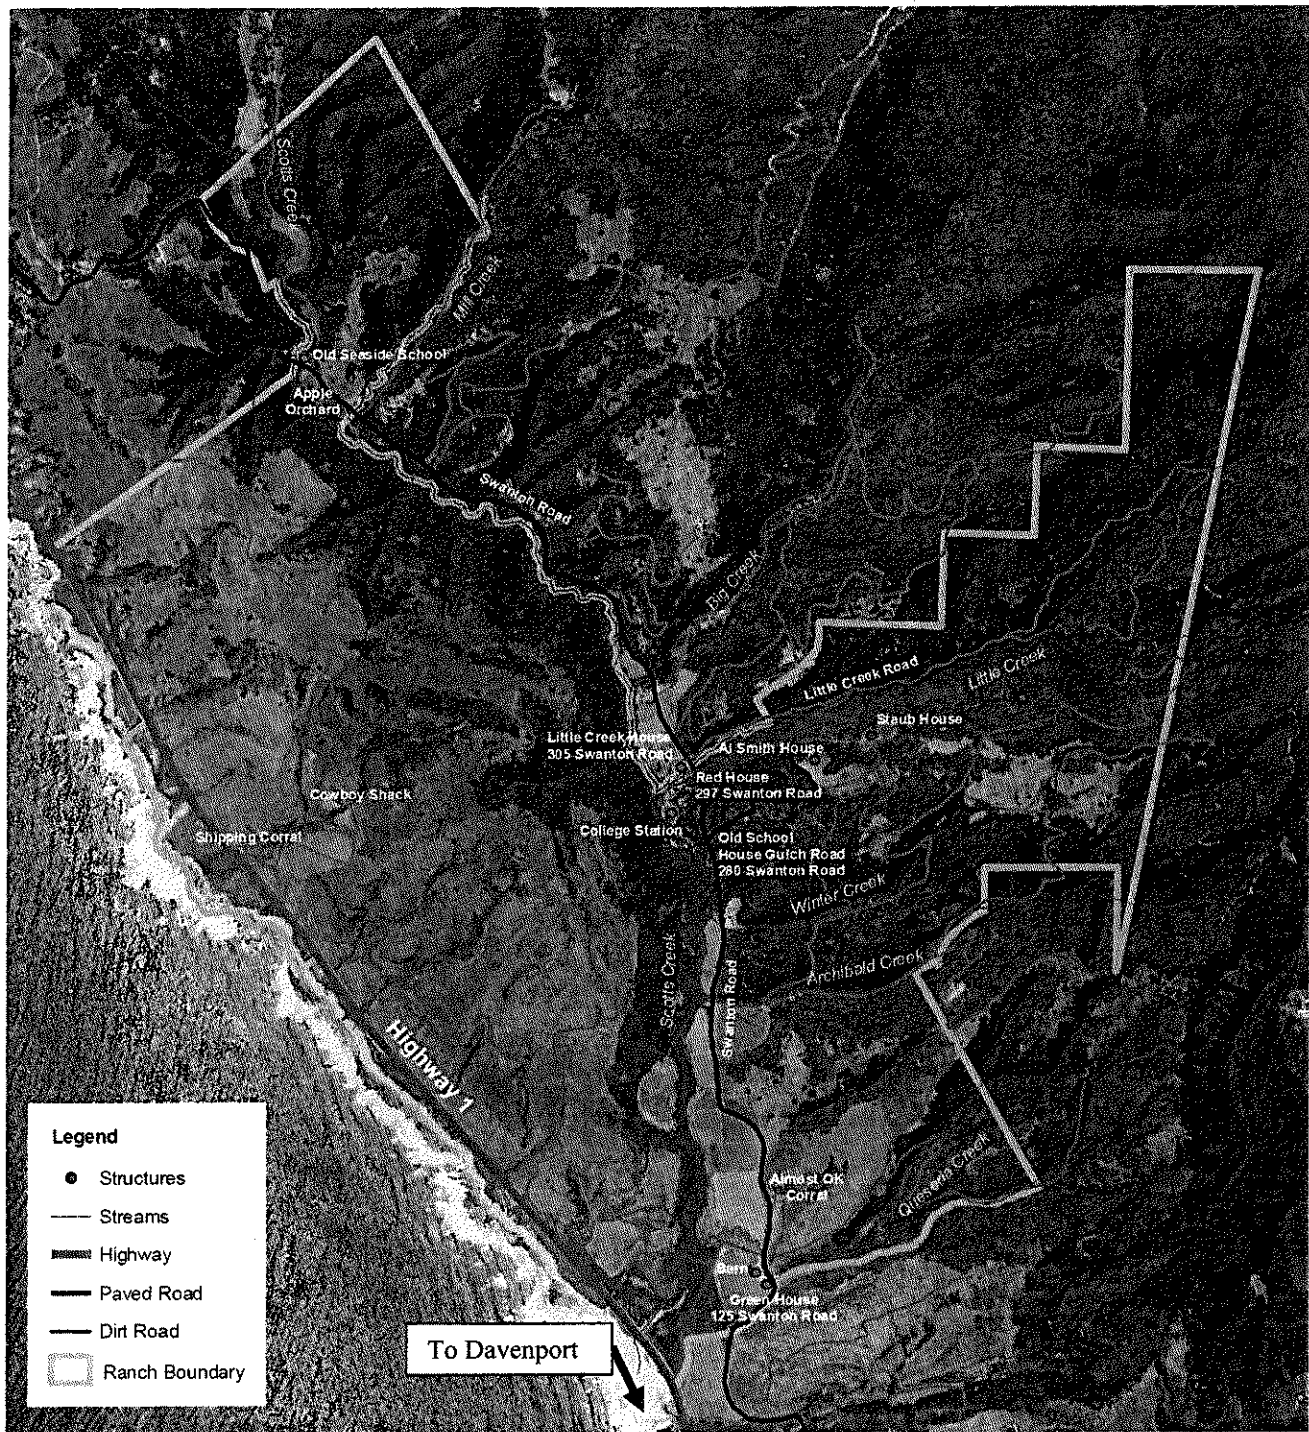 Scotts Creek
Mill Creek
Old Seaside School
Apple
Orchard
Swanton Road
Big Creek
Little Creek Road
Little Creek
Staub House
Little Creek House
305 Swanton Road
Al Smith House
Red House
297 Swanton Road
Cowboy Shack
Shipping Corral
College Station
Old School
House Gulch Road
280 Swanton Road
Winter Creek
Archibald Creek
Scotts Creek
Swanton Road
Highway 1
Almost OK
Corral
Queseria Creek
Barn
Green House
125 Swanton Road
To Davenport
Legend
Structures
Streams
Highway
Paved Road
Dirt Road
Ranch Boundary